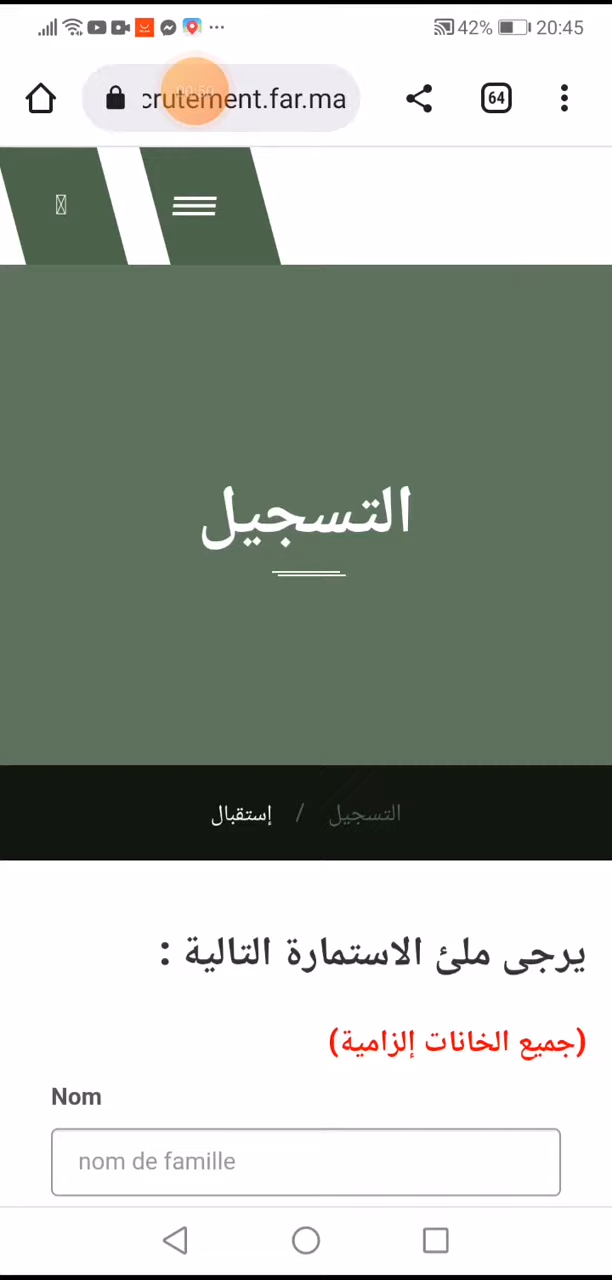 42% 20:45
crutement.far.ma 64
التسجيل
إستقبال / التسجيل
يرجى ملئ الاستمارة التالية :
(جميع الخانات إلزامية)
Nom
nom de famille